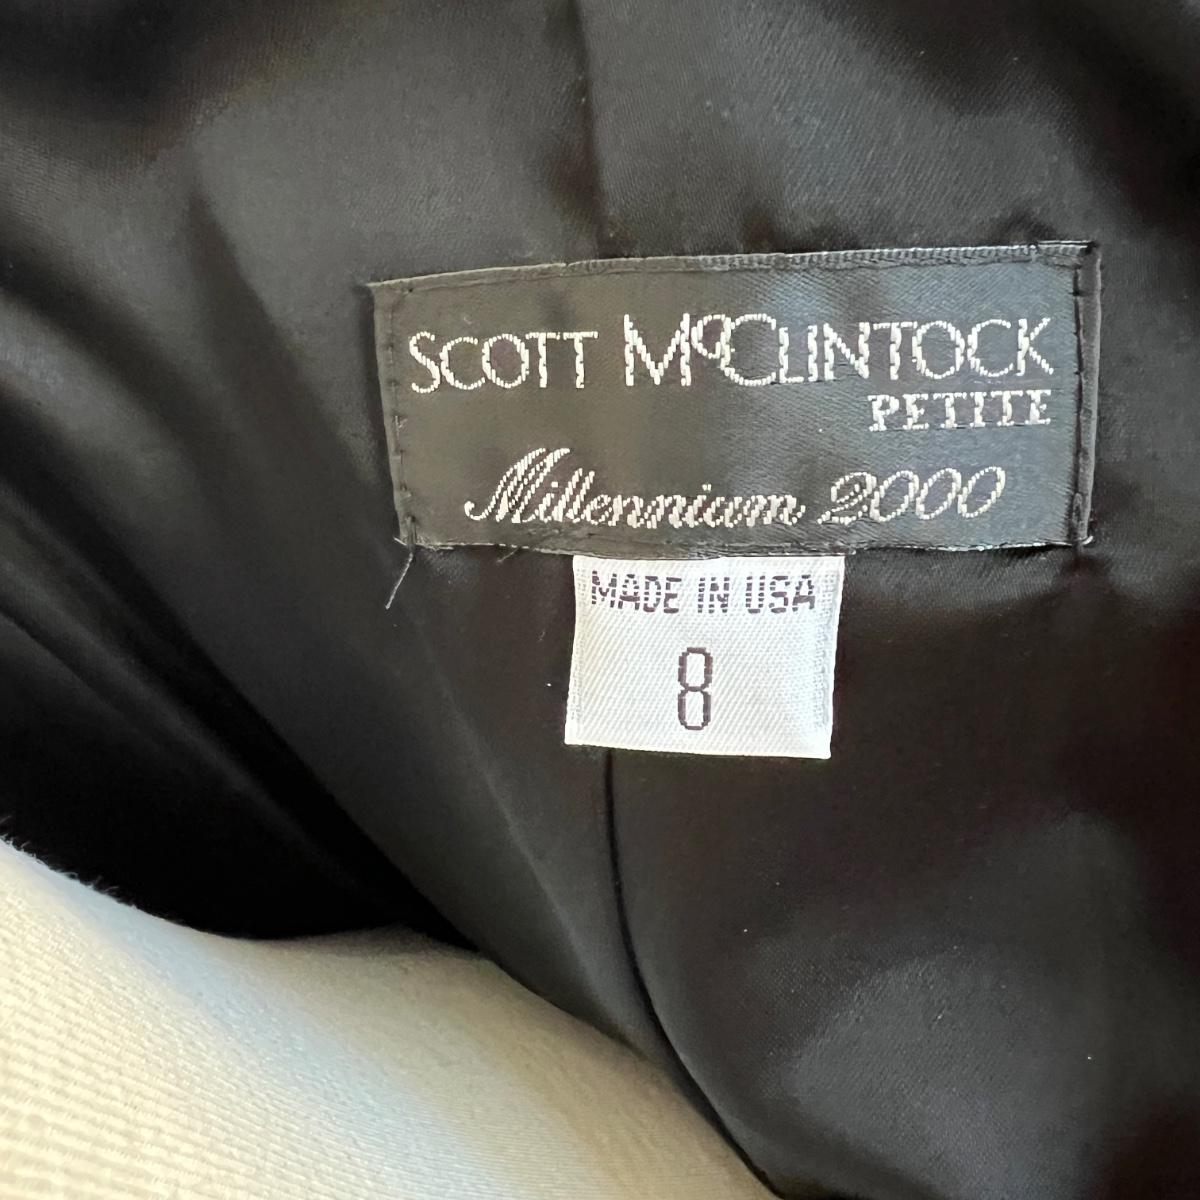 SCOTT McCLINTOCK
PETITE
Millennium 2000
MADE IN USA
8